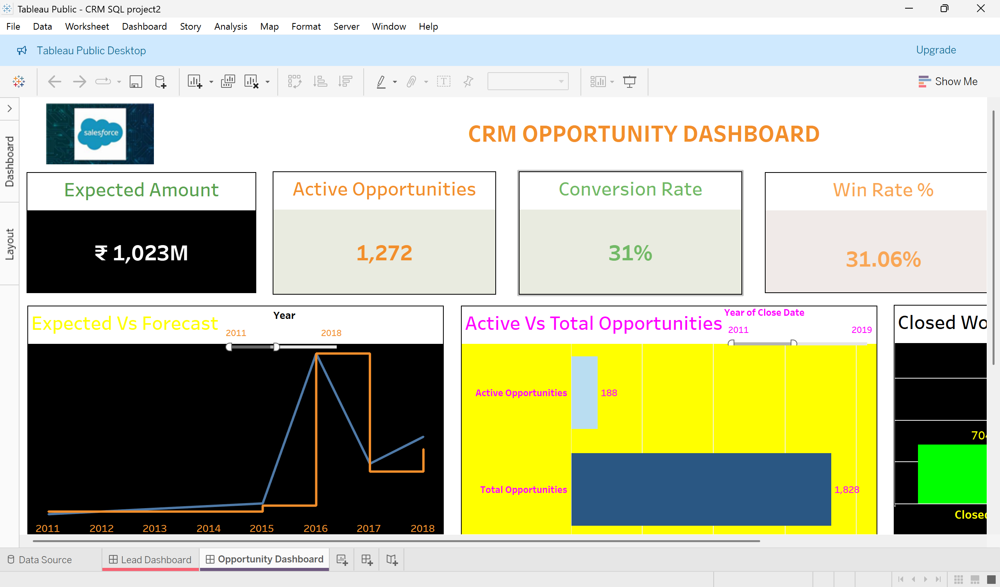 Tableau Public - CRM SQL project2
File Data Worksheet Dashboard Story Analysis Map Format Server Window Help
Tableau Public Desktop
Upgrade
Show Me
Dashboard
Layout
salesforce
CRM OPPORTUNITY DASHBOARD
Expected Amount
₹ 1,023M
Active Opportunities
1,272
Conversion Rate
31%
Win Rate %
31.06%
Expected Vs Forecast
Year
2011 2018
2011 2012 2013 2014 2015 2016 2017 2018
Active Vs Total Opportunities
Year of Close Date
2011 2019
Active Opportunities 188
Total Opportunities 1,828
Closed
Data Source
Lead Dashboard
Opportunity Dashboard